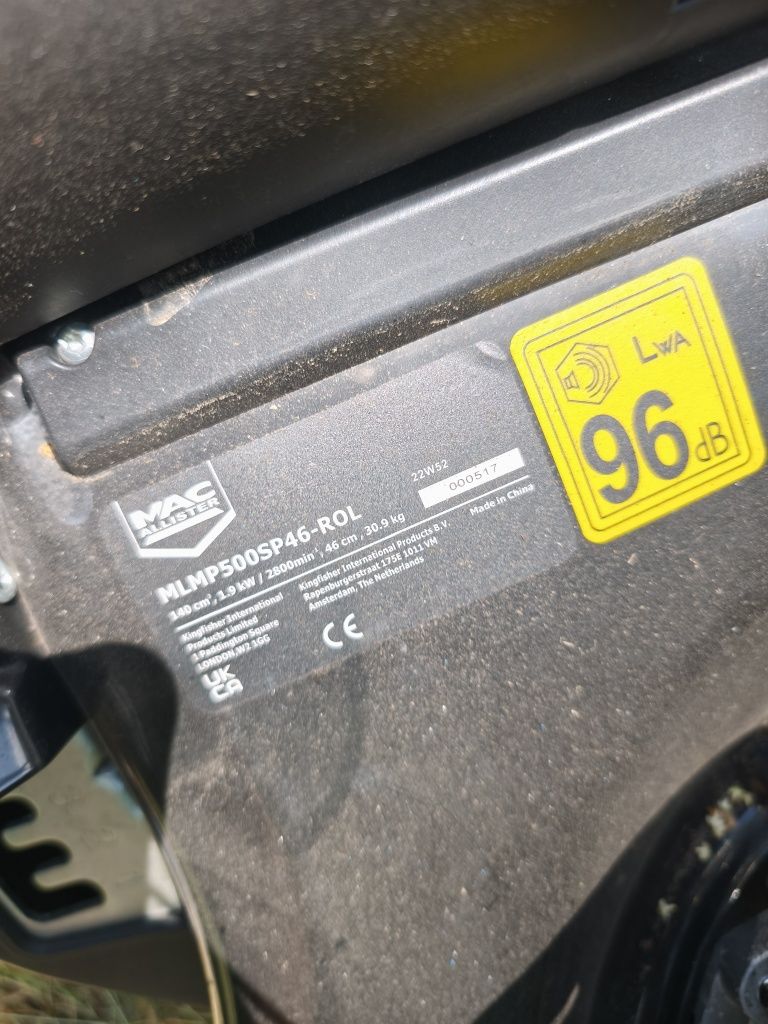 LWA
96 dB
MAC
ALLISTER
22W52
000517
MLMP500SP46-ROL
140 cm³, 1.9 kW / 2800min⁻¹, 46 cm, 30.9 kg
Made in China
Kingfisher International
Products Limited
1 Paddington Square
LONDON, W2 1GG
Kingfisher International Products B.V.
Rapenburgerstraat 175E 1011 VM
Amsterdam, The Netherlands
UK
CA
CE